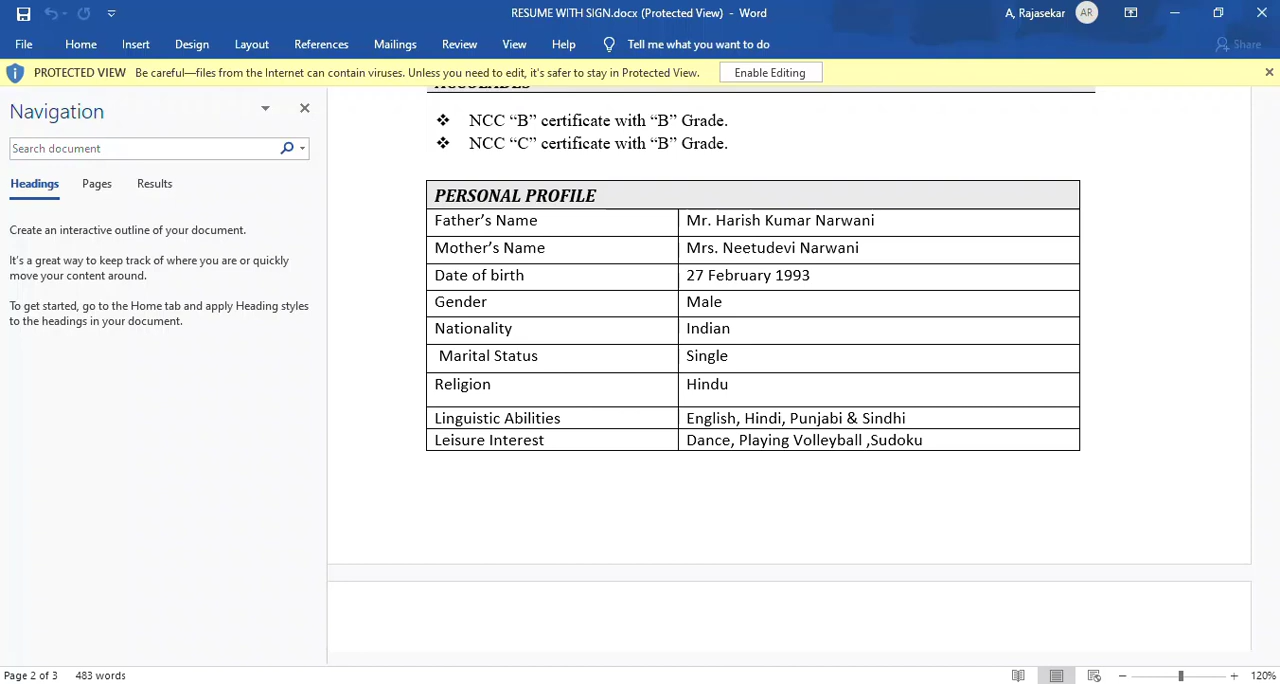 RESUME WITH SIGN.docx (Protected View) - Word
A, Rajasekar AR
File Home Insert Design Layout References Mailings Review View Help Tell me what you want to do Share
PROTECTED VIEW Be careful—files from the Internet can contain viruses. Unless you need to edit, it's safer to stay in Protected View. Enable Editing
Navigation
Search document
Headings Pages Results
Create an interactive outline of your document.
It's a great way to keep track of where you are or quickly
move your content around.
To get started, go to the Home tab and apply Heading styles
to the headings in your document.
ACCOLADES
❖ NCC “B” certificate with “B” Grade.
❖ NCC “C” certificate with “B” Grade.
PERSONAL PROFILE
Father’s Name Mr. Harish Kumar Narwani
Mother’s Name Mrs. Neetudevi Narwani
Date of birth 27 February 1993
Gender Male
Nationality Indian
Marital Status Single
Religion Hindu
Linguistic Abilities English, Hindi, Punjabi & Sindhi
Leisure Interest Dance, Playing Volleyball ,Sudoku
Page 2 of 3 483 words
120%